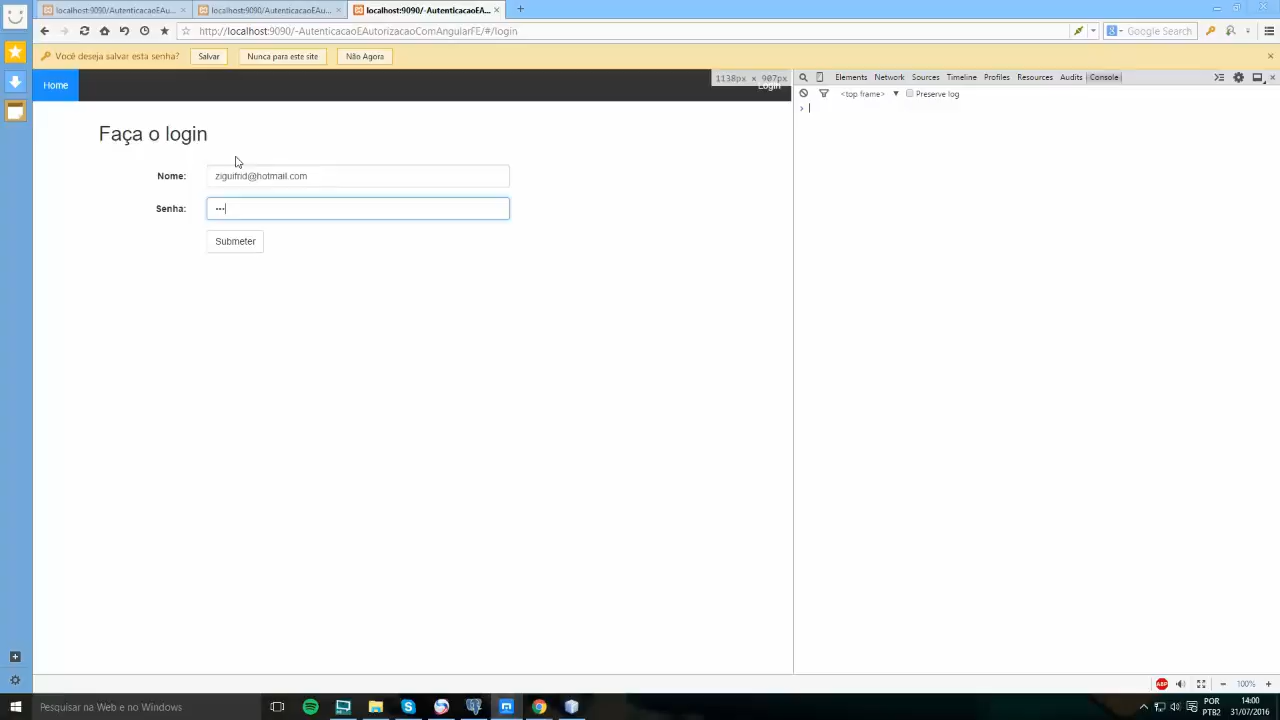 localhost:9090/AutenticacaoEAu...
localhost:9090/AutenticacaoEAu...
localhost:9090/-AutenticacaoEA...
http://localhost:9090/-AutenticacaoEAutorizacaoComAngularFE/#/login
Google Search
Você deseja salvar esta senha? Salvar Nunca para este site Não Agora
Home
Login
1138px × 907px
Elements Network Sources Timeline Profiles Resources Audits Console
<top frame> Preserve log
Faça o login
Nome: ziguifrid@hotmail.com
Senha: •••
Submeter
ABP
100%
Pesquisar na Web e no Windows
POR
PTB2
14:00
31/07/2016